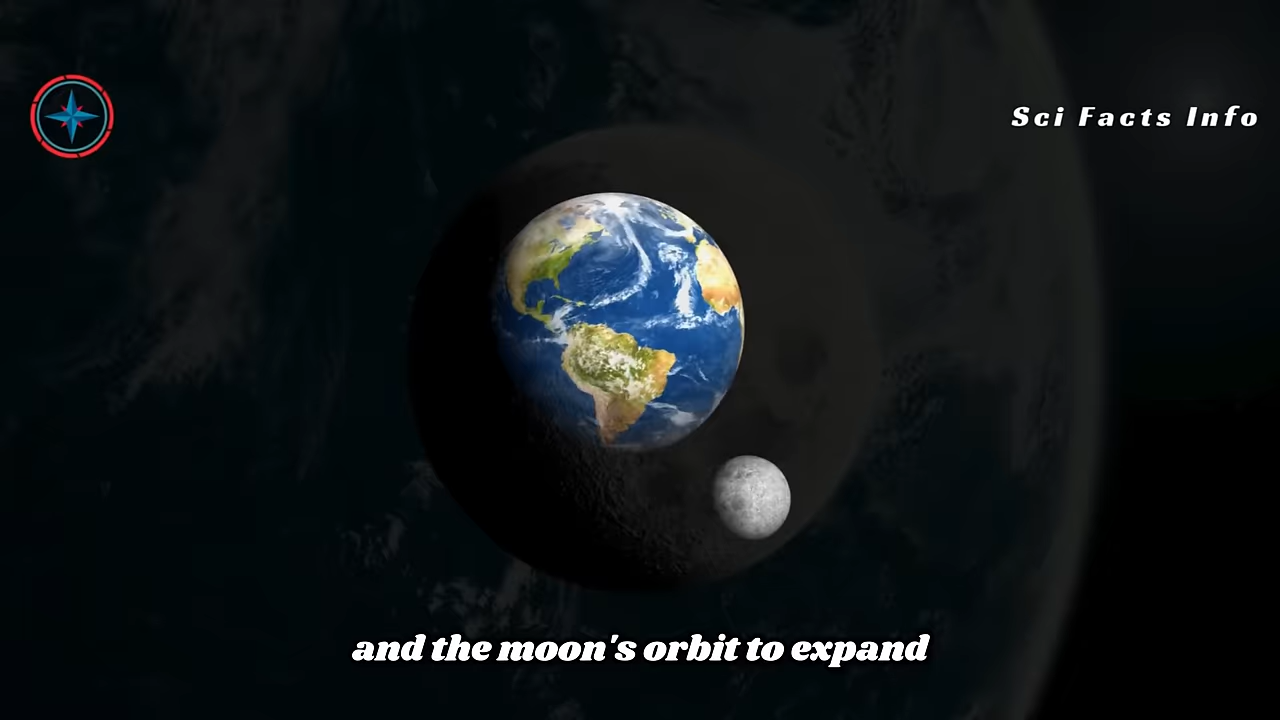 Sci Facts Info
and the moon's orbit to expand